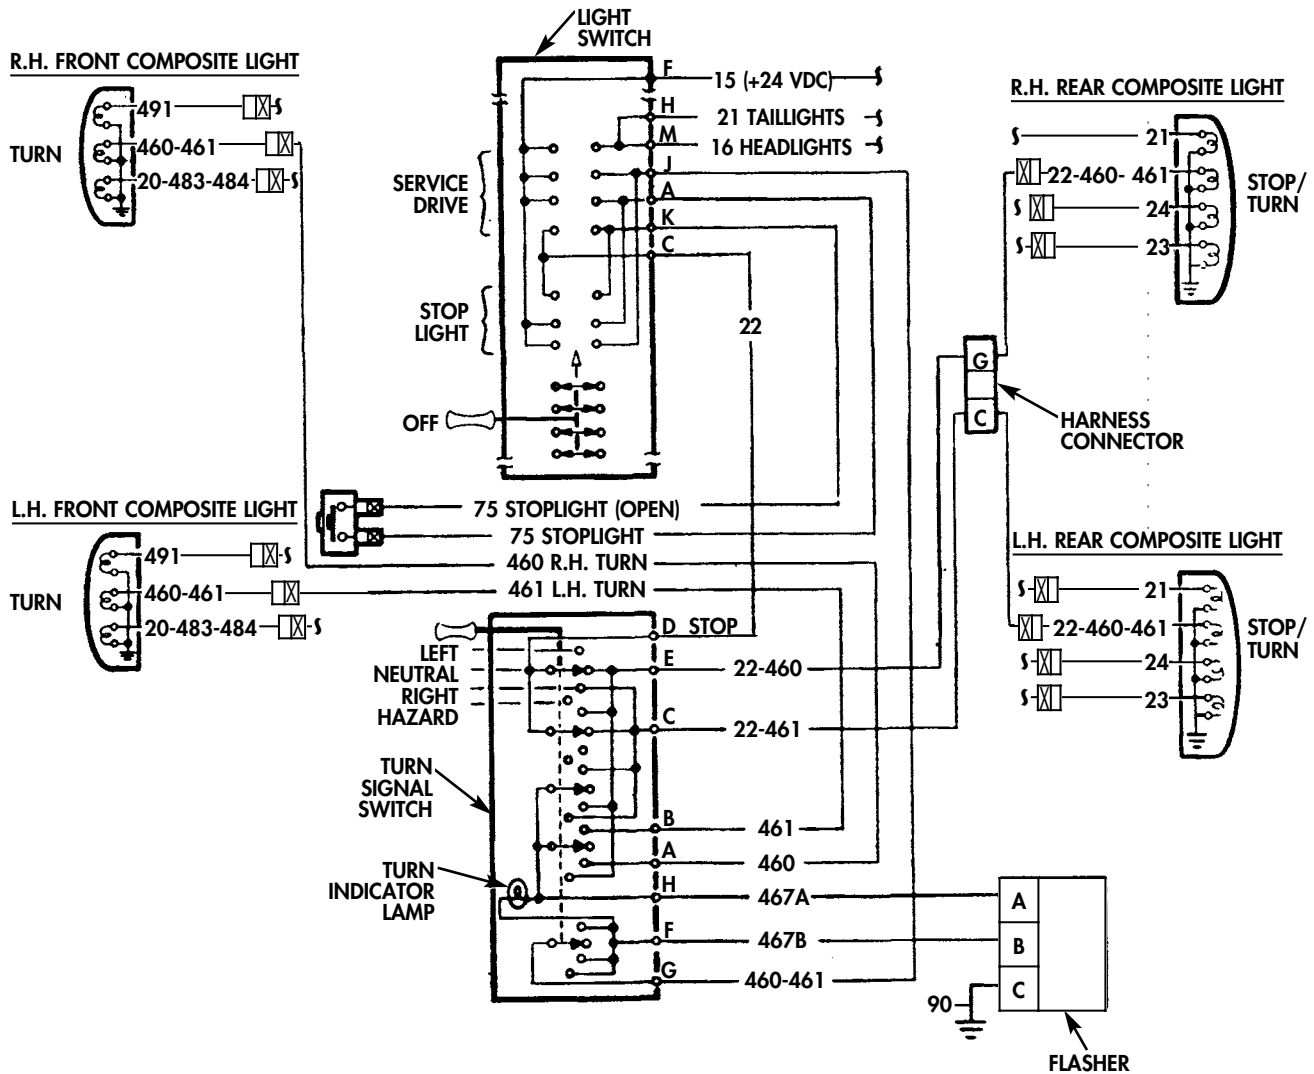 LIGHT
SWITCH
R.H. FRONT COMPOSITE LIGHT
491
TURN
460-461
20-483-484
F
15 (+24 VDC)
H
21 TAILLIGHTS
M
16 HEADLIGHTS
J
A
K
C
SERVICE
DRIVE
STOP
LIGHT
22
OFF
R.H. REAR COMPOSITE LIGHT
21
22-460- 461
24
23
STOP/
TURN
G
C
HARNESS
CONNECTOR
L.H. FRONT COMPOSITE LIGHT
491
TURN
460-461
20-483-484
75 STOPLIGHT (OPEN)
75 STOPLIGHT
460 R.H. TURN
461 L.H. TURN
L.H. REAR COMPOSITE LIGHT
21
22-460-461
24
23
STOP/
TURN
D STOP
LEFT
NEUTRAL
RIGHT
HAZARD
E
22-460
C
22-461
TURN
SIGNAL
SWITCH
B
461
A
460
TURN
INDICATOR
LAMP
H
467A
F
467B
G
460-461
A
B
C
90
FLASHER